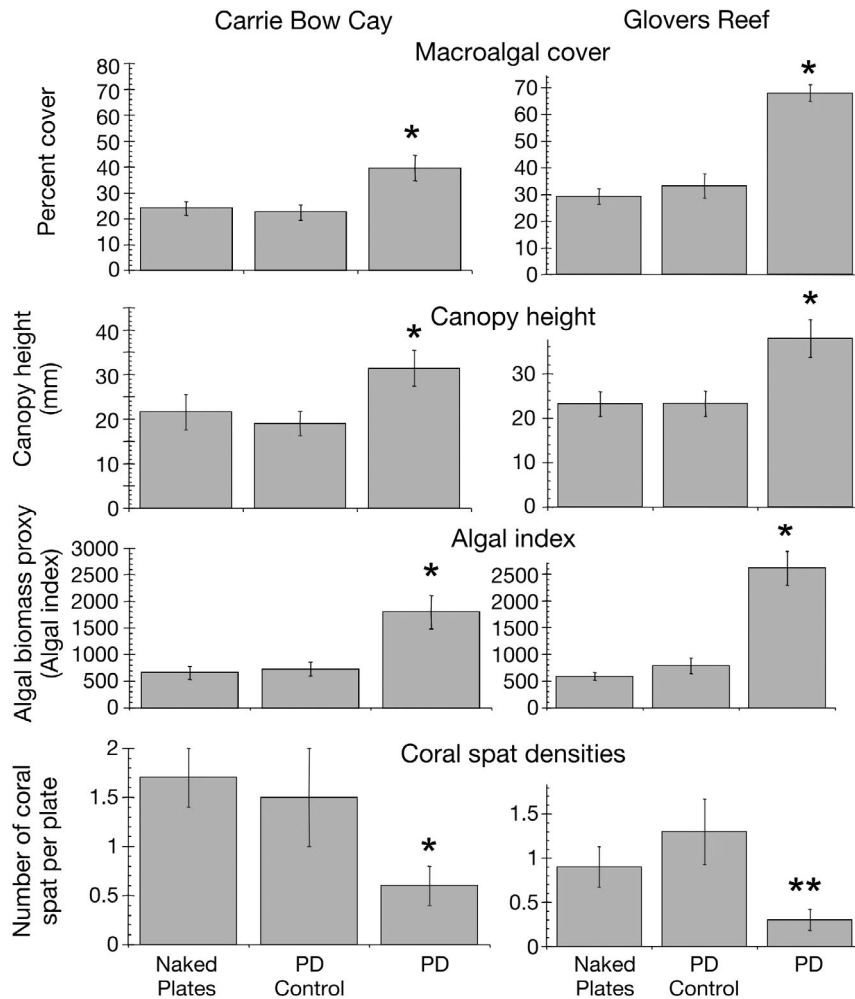 Carrie Bow Cay
Glovers Reef
Macroalgal cover
Percent cover
80
70
60
50
40
30
20
10
0
*
70
60
50
40
30
20
10
0
*
Canopy height
Canopy height
(mm)
40
30
20
10
0
*
30
20
10
0
*
Algal index
Algal biomass proxy
(Algal index)
3000
2500
2000
1500
1000
500
0
*
2500
2000
1500
1000
500
0
*
Coral spat densities
Number of coral
spat per plate
2
1.5
1
0.5
0
*
1.5
1
0.5
0
**
Naked
Plates
PD
Control
PD
Naked
Plates
PD
Control
PD